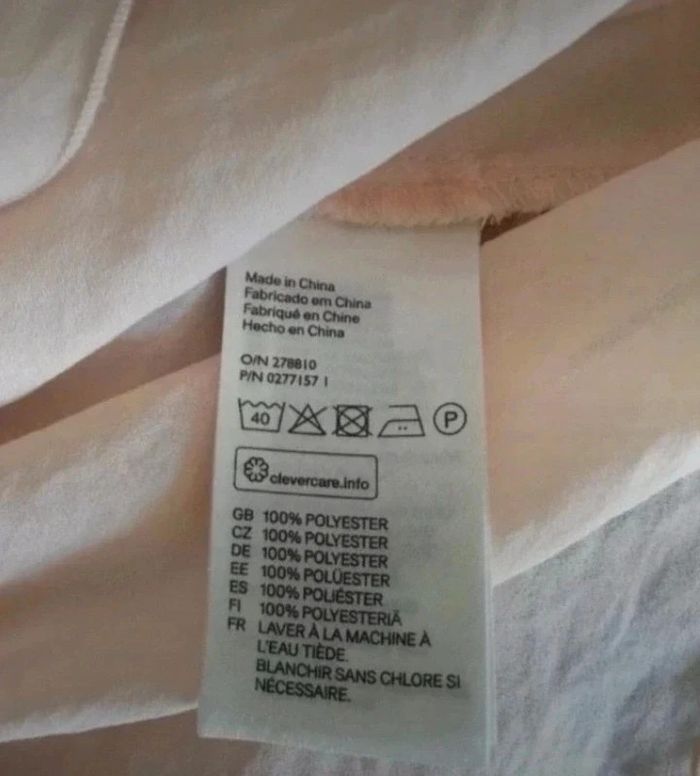 Made in China
Fabricado em China
Fabriqué en Chine
Hecho en China
O/N 278810
P/N 0277157 1
40
P
clevercare.info
GB 100% POLYESTER
CZ 100% POLYESTER
DE 100% POLYESTER
EE 100% POLÜESTER
ES 100% POLIÉSTER
FI 100% POLYESTERIÄ
FR LAVER À LA MACHINE À
L'EAU TIÈDE.
BLANCHIR SANS CHLORE SI
NÉCESSAIRE.